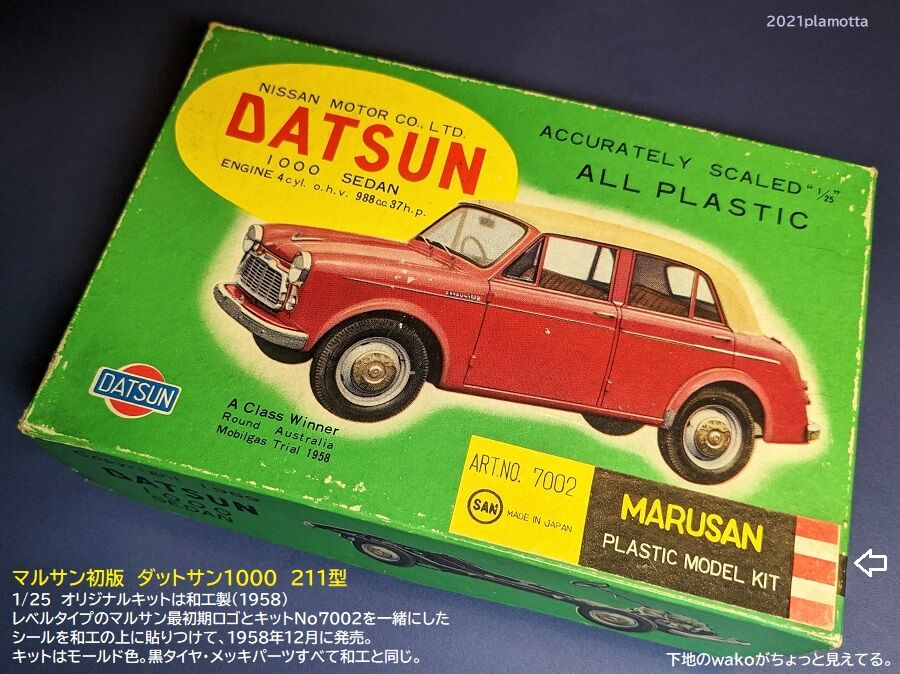 2021plamotta
NISSAN MOTOR CO., LTD.
DATSUN
1000 SEDAN
ENGINE 4cyl. o.h.v. 988cc. 37h.p.
ACCURATELY SCALED "1/25"
ALL PLASTIC
DATSUN
A Class Winner
Round Australia
Mobilgas Trial 1958
ART.NO. 7002
SAN
MADE IN JAPAN
MARUSAN
PLASTIC MODEL KIT
DATSUN
1000
SEDAN
マルサン初版 ダットサン1000 211型
1/25 オリジナルキットは和工製(1958)
レベルタイプのマルサン最初期ロゴとキットNo7002を一緒にした
シールを和工の上に貼りつけて、1958年12月に発売。
キットはモールド色。黒タイヤ・メッキパーツすべて和工と同じ。
下地のwakoがちょっと見えてる。